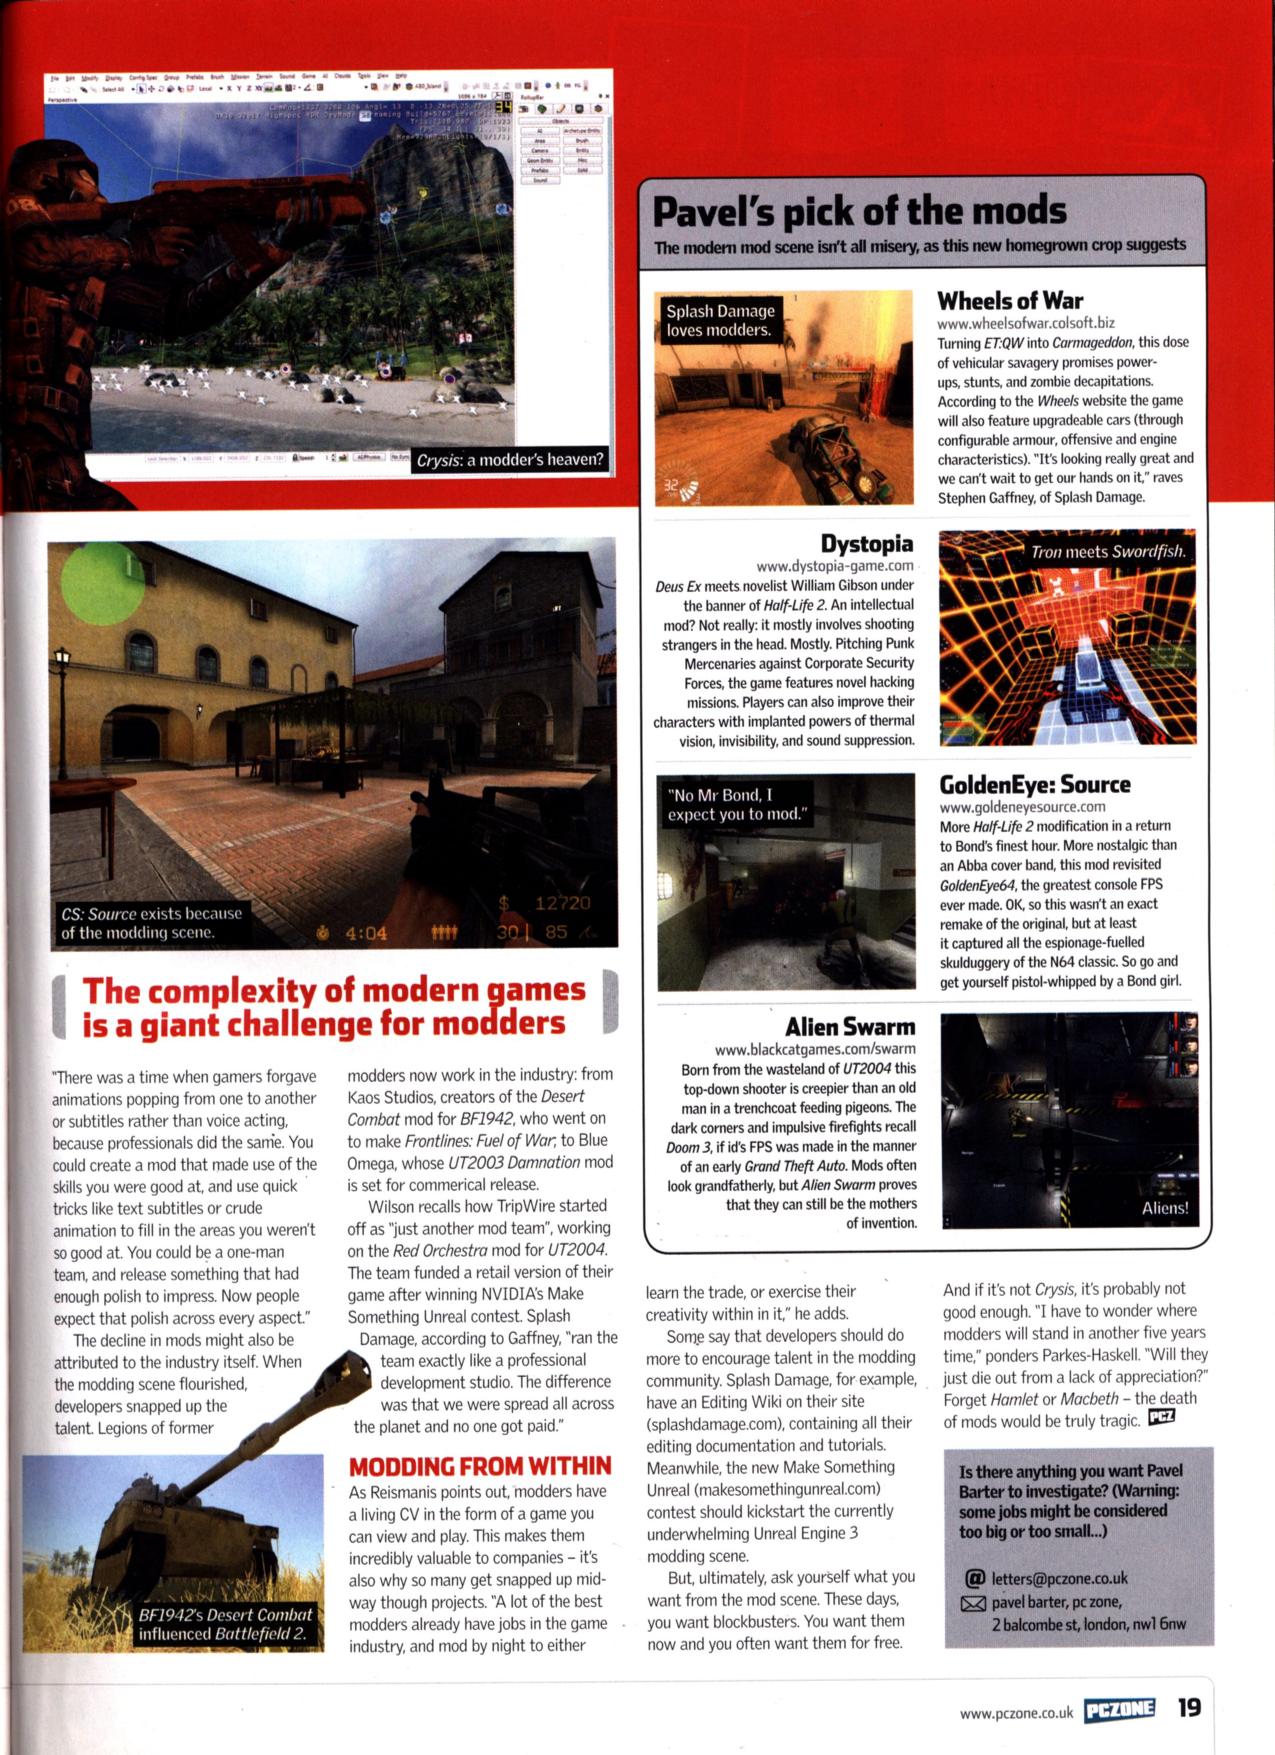 Crysis: a modder's heaven?
CS: Source exists because
of the modding scene.
$ 12720
4:04
30| 85
The complexity of modern games
is a giant challenge for modders
"There was a time when gamers forgave
animations popping from one to another
or subtitles rather than voice acting,
because professionals did the same. You
could create a mod that made use of the
skills you were good at, and use quick
tricks like text subtitles or crude
animation to fill in the areas you weren't
so good at. You could be a one-man
team, and release something that had
enough polish to impress. Now people
expect that polish across every aspect."
The decline in mods might also be
attributed to the industry itself. When
the modding scene flourished,
developers snapped up the
talent. Legions of former
BF1942's Desert Combat
influenced Battlefield 2.
modders now work in the industry: from
Kaos Studios, creators of the Desert
Combat mod for BF1942, who went on
to make Frontlines: Fuel of War, to Blue
Omega, whose UT2003 Damnation mod
is set for commerical release.
Wilson recalls how TripWire started
off as "just another mod team", working
on the Red Orchestra mod for UT2004.
The team funded a retail version of their
game after winning NVIDIA's Make
Something Unreal contest. Splash
Damage, according to Gaffney, "ran the
team exactly like a professional
development studio. The difference
was that we were spread all across
the planet and no one got paid."
MODDING FROM WITHIN
As Reismanis points out, modders have
a living CV in the form of a game you
can view and play. This makes them
incredibly valuable to companies – it's
also why so many get snapped up mid-
way though projects. "A lot of the best
modders already have jobs in the game
industry, and mod by night to either
Pavel's pick of the mods
The modern mod scene isn't all misery, as this new homegrown crop suggests
Splash Damage
loves modders.
32
Wheels of War
www.wheelsofwar.colsoft.biz
Turning ET:QW into Carmageddon, this dose
of vehicular savagery promises power-
ups, stunts, and zombie decapitations.
According to the Wheels website the game
will also feature upgradeable cars (through
configurable armour, offensive and engine
characteristics). "It's looking really great and
we can't wait to get our hands on it," raves
Stephen Gaffney, of Splash Damage.
Dystopia
www.dystopia-game.com
Deus Ex meets novelist William Gibson under
the banner of Half-Life 2. An intellectual
mod? Not really: it mostly involves shooting
strangers in the head. Mostly. Pitching Punk
Mercenaries against Corporate Security
Forces, the game features novel hacking
missions. Players can also improve their
characters with implanted powers of thermal
vision, invisibility, and sound suppression.
Tron meets Swordfish.
"No Mr Bond, I
expect you to mod."
GoldenEye: Source
www.goldeneyesource.com
More Half-Life 2 modification in a return
to Bond's finest hour. More nostalgic than
an Abba cover band, this mod revisited
GoldenEye64, the greatest console FPS
ever made. OK, so this wasn't an exact
remake of the original, but at least
it captured all the espionage-fuelled
skulduggery of the N64 classic. So go and
get yourself pistol-whipped by a Bond girl.
Alien Swarm
www.blackcatgames.com/swarm
Born from the wasteland of UT2004 this
top-down shooter is creepier than an old
man in a trenchcoat feeding pigeons. The
dark corners and impulsive firefights recall
Doom 3, if id's FPS was made in the manner
of an early Grand Theft Auto. Mods often
look grandfatherly, but Alien Swarm proves
that they can still be the mothers
of invention.
Aliens!
learn the trade, or exercise their
creativity within in it," he adds.
Some say that developers should do
more to encourage talent in the modding
community. Splash Damage, for example,
have an Editing Wiki on their site
(splashdamage.com), containing all their
editing documentation and tutorials.
Meanwhile, the new Make Something
Unreal (makesomethingunreal.com)
contest should kickstart the currently
underwhelming Unreal Engine 3
modding scene.
But, ultimately, ask yourself what you
want from the mod scene. These days,
you want blockbusters. You want them
now and you often want them for free.
And if it's not Crysis, it's probably not
good enough. "I have to wonder where
modders will stand in another five years
time," ponders Parkes-Haskell. "Will they
just die out from a lack of appreciation?"
Forget Hamlet or Macbeth – the death
of mods would be truly tragic. PCZ
Is there anything you want Pavel
Barter to investigate? (Warning:
some jobs might be considered
too big or too small...)
@ letters@pczone.co.uk
pavel barter, pc zone,
2 balcombe st, london, nw1 6nw
www.pczone.co.uk PCZONE 19